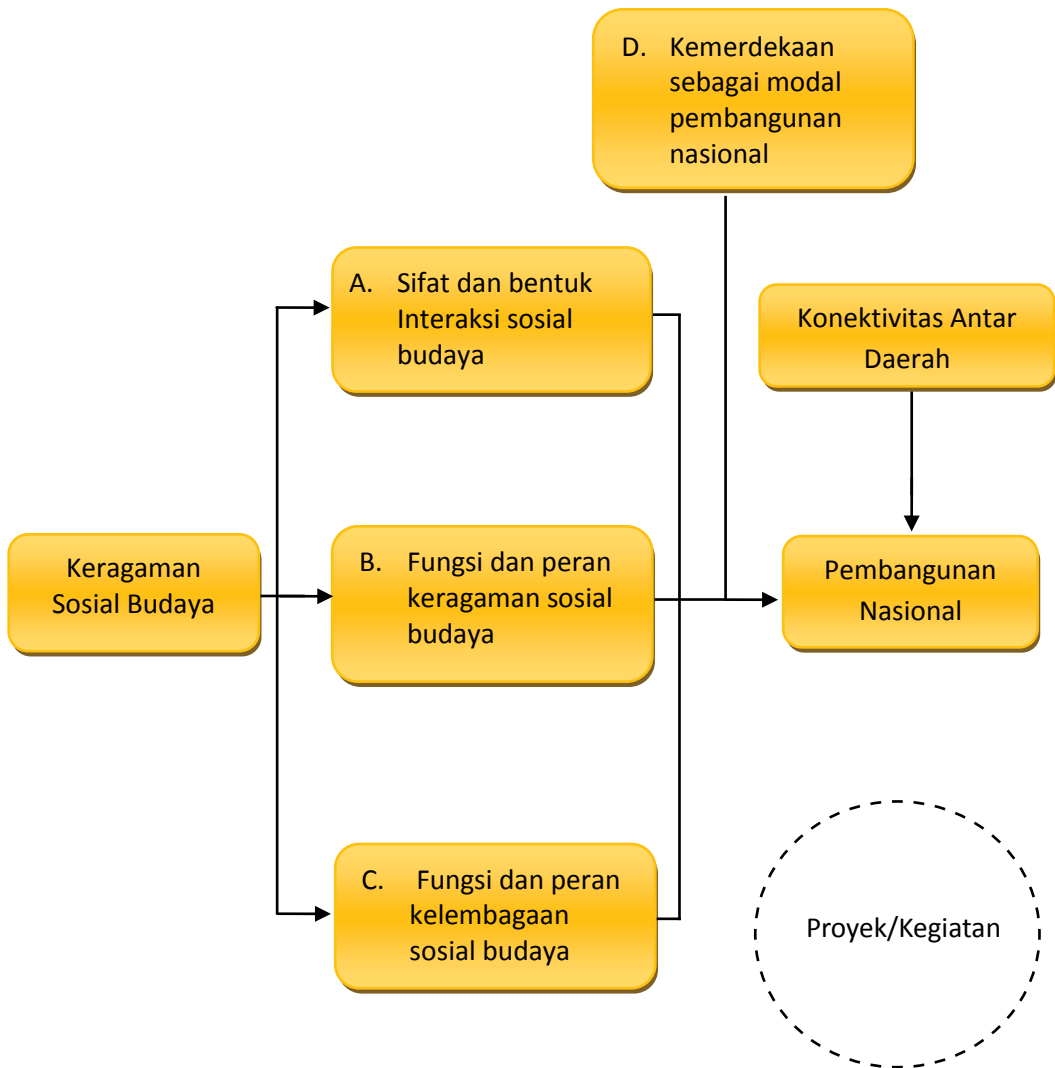 D. Kemerdekaan
sebagai modal
pembangunan
nasional
A. Sifat dan bentuk
Interaksi sosial
budaya
Konektivitas Antar
Daerah
Keragaman
Sosial Budaya
B. Fungsi dan peran
keragaman sosial
budaya
Pembangunan
Nasional
C. Fungsi dan peran
kelembagaan
sosial budaya
Proyek/Kegiatan